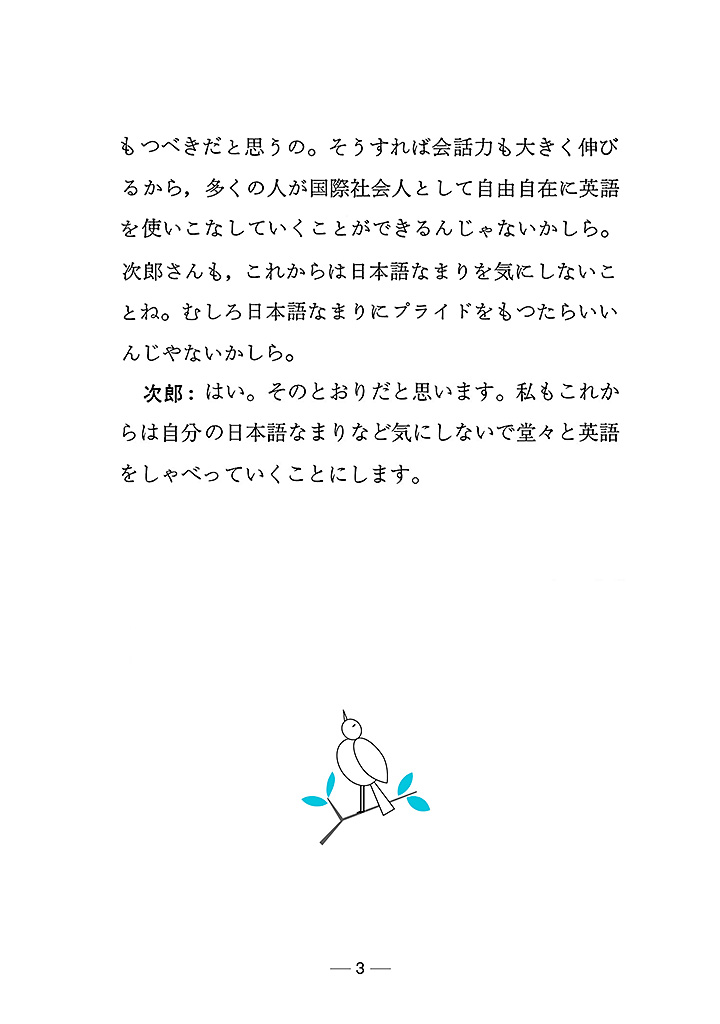 もつべきだと思うの。そうすれば会話力も大きく伸び
るから，多くの人が国際社会人として自由自在に英語
を使いこなしていくことができるんじゃないかしら。
次郎さんも，これからは日本語なまりを気にしないこ
とね。むしろ日本語なまりにプライドをもつたらいい
んじやないかしら。
次郎：はい。そのとおりだと思います。私もこれか
らは自分の日本語なまりなど気にしないで堂々と英語
をしゃべっていくことにします。
— 3 —